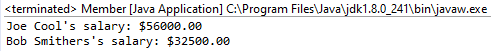 <terminated> Member [Java Application] C:\Program Files\Java\jdk1.8.0_241\bin\javaw.exe
Joe Cool's salary: $56000.00
Bob Smithers's salary: $32500.00